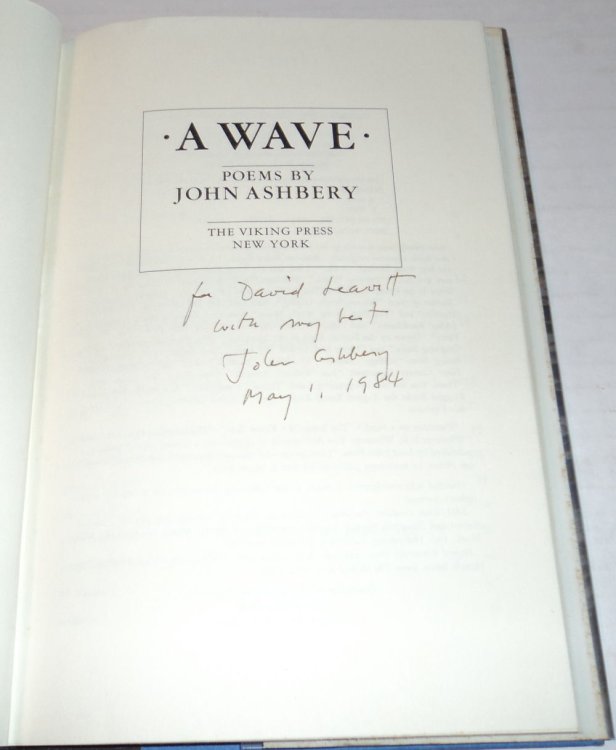 · A WAVE ·
POEMS BY
JOHN ASHBERY
THE VIKING PRESS
NEW YORK
for David Leavitt
with my best
John Ashbery
May 1, 1984